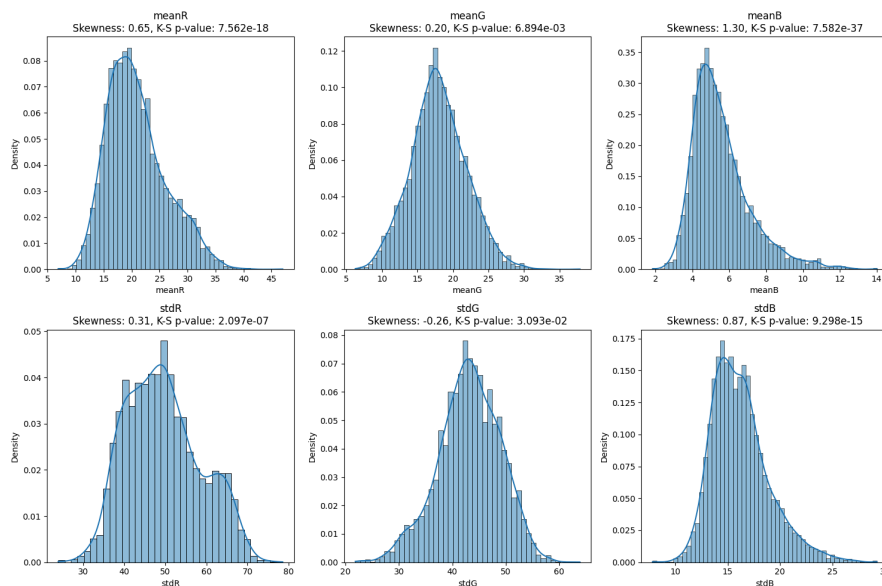 meanR
Skewness: 0.65, K-S p-value: 7.562e-18
meanG
Skewness: 0.20, K-S p-value: 6.894e-03
meanB
Skewness: 1.30, K-S p-value: 7.582e-37
Density
0.08
0.07
0.06
0.05
0.04
0.03
0.02
0.01
0.00
5 10 15 20 25 30 35 40 45
meanR
Density
0.12
0.10
0.08
0.06
0.04
0.02
0.00
5 10 15 20 25 30 35 40
meanG
Density
0.35
0.30
0.25
0.20
0.15
0.10
0.05
0.00
2 4 6 8 10 12 14
meanB
stdR
Skewness: 0.31, K-S p-value: 2.097e-07
stdG
Skewness: -0.26, K-S p-value: 3.093e-02
stdB
Skewness: 0.87, K-S p-value: 9.298e-15
Density
0.05
0.04
0.03
0.02
0.01
0.00
30 40 50 60 70 80
stdR
Density
0.08
0.07
0.06
0.05
0.04
0.03
0.02
0.01
0.00
20 30 40 50 60
stdG
Density
0.175
0.150
0.125
0.100
0.075
0.050
0.025
0.000
10 15 20 25
stdB